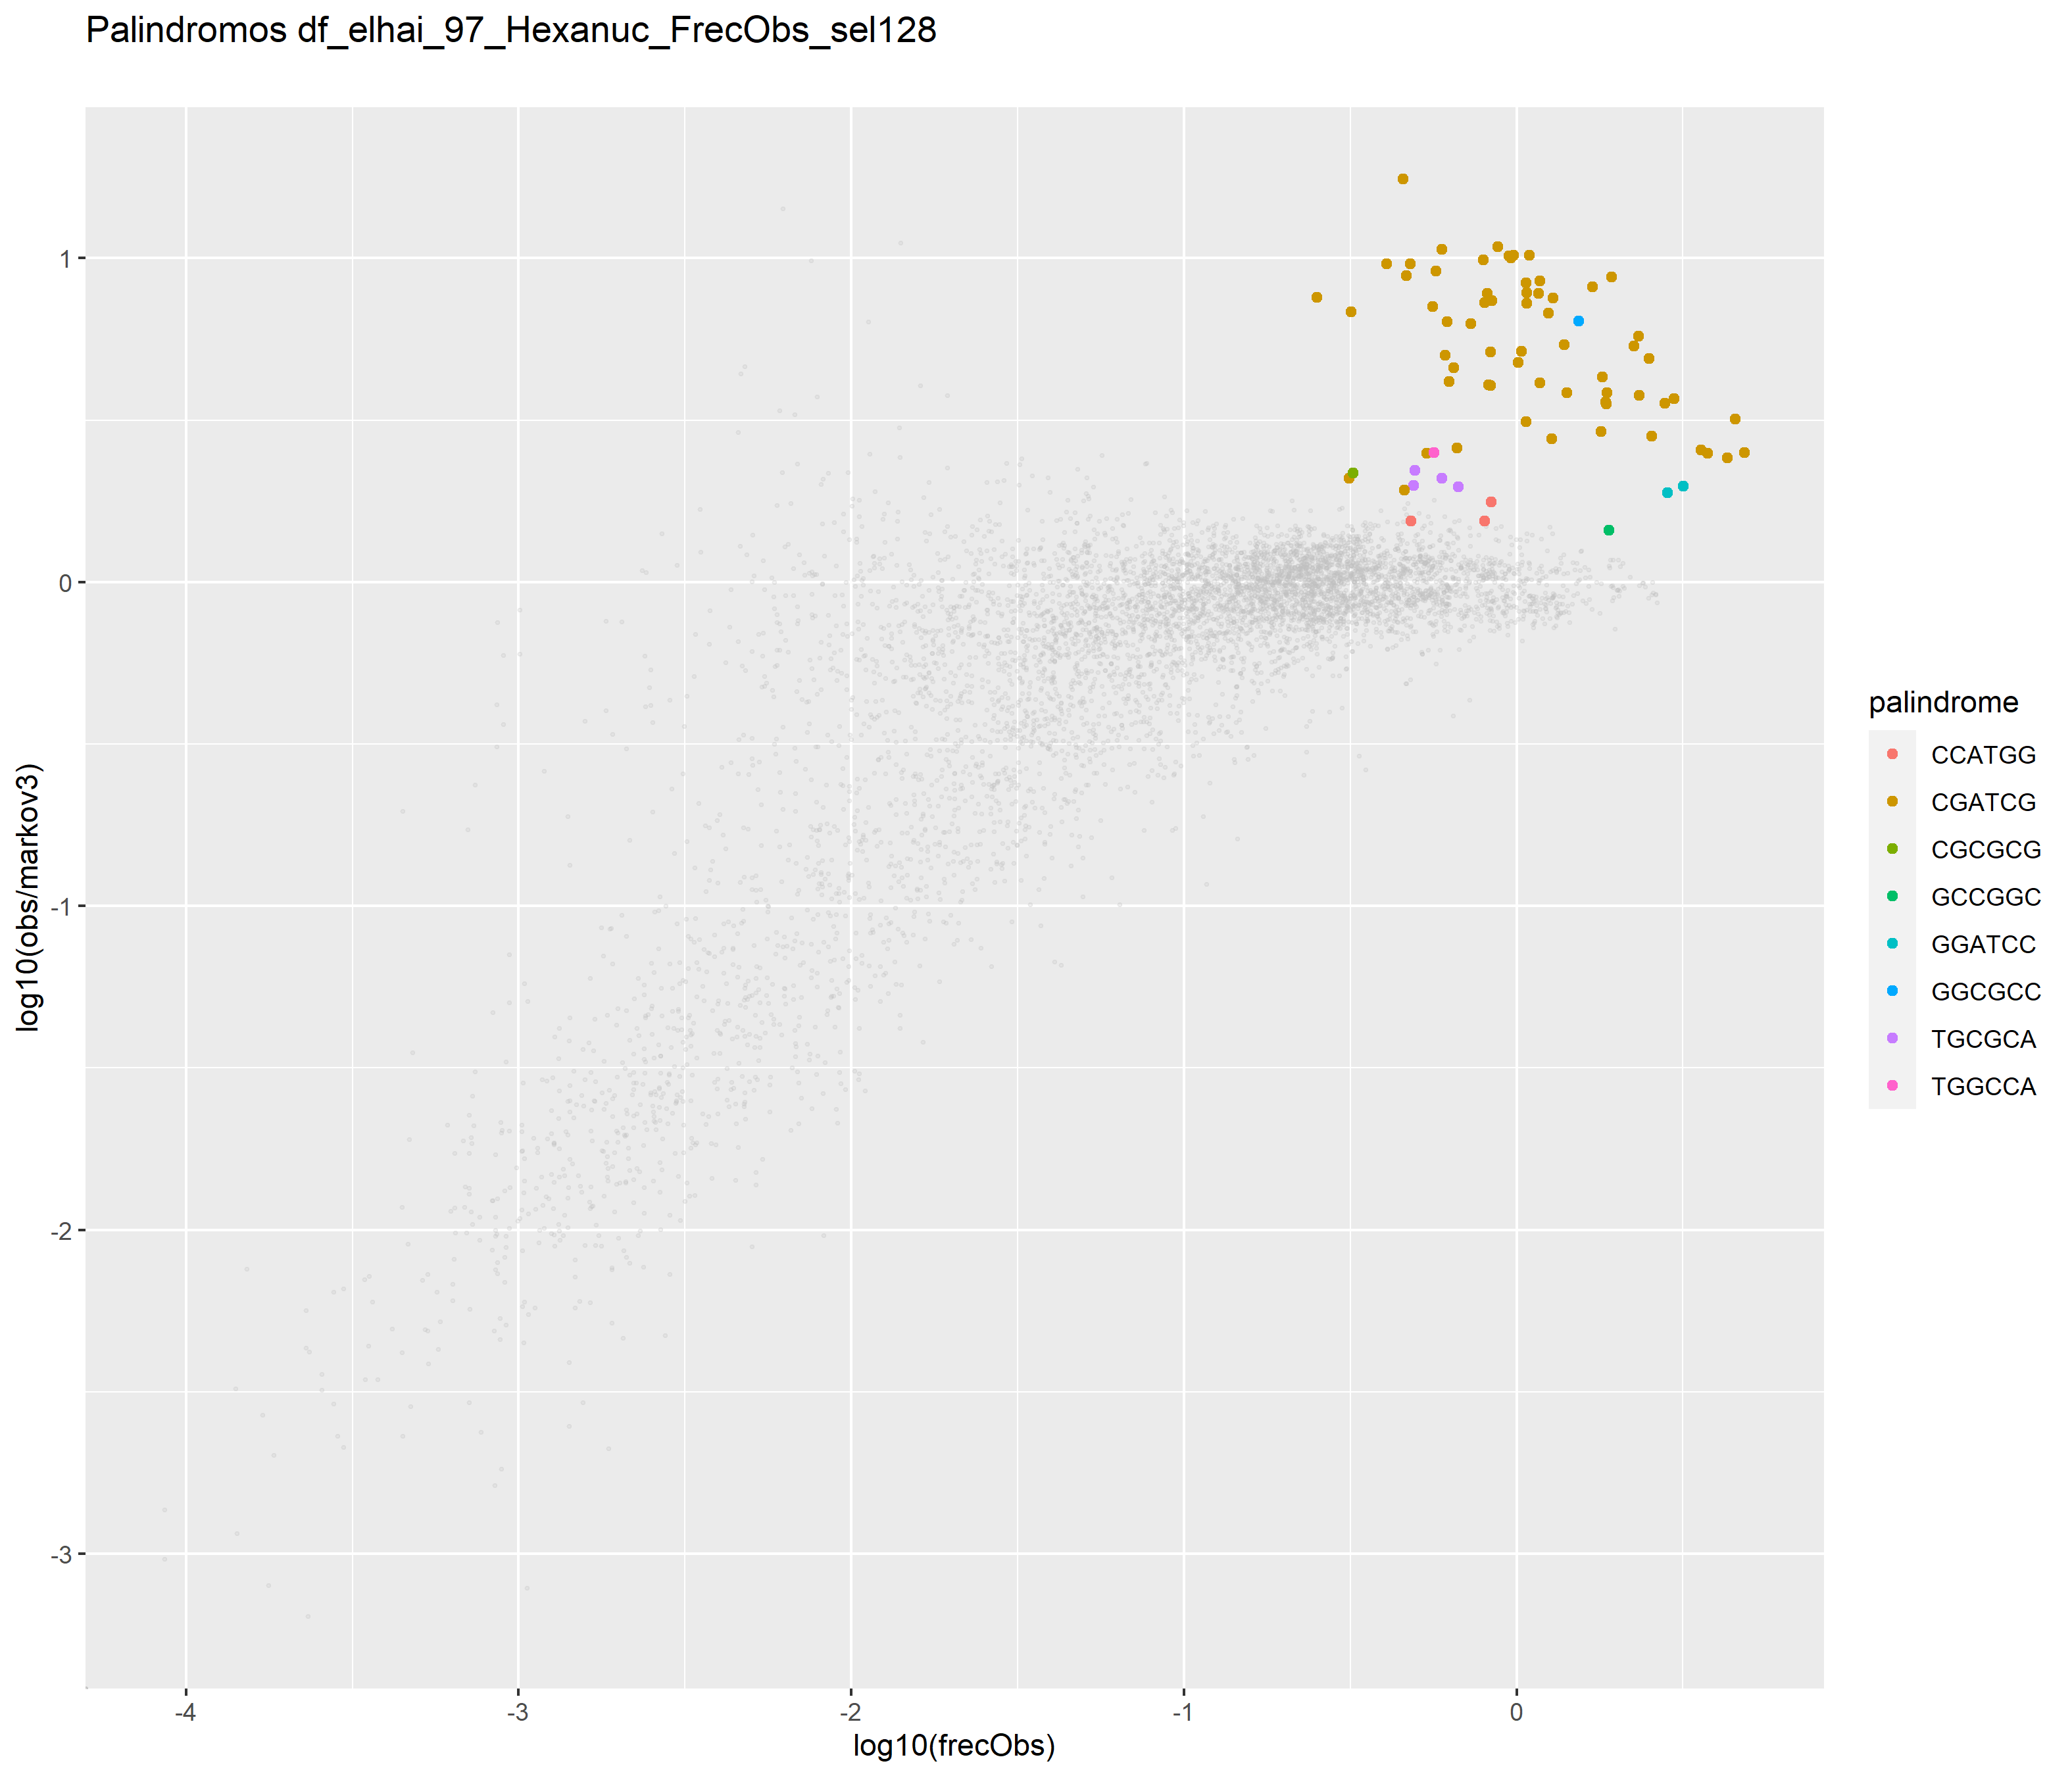 Palindromos df_elhai_97_Hexanuc_FrecObs_sel128
log10(obs/markov3)
1
0
-1
-2
-3
-4
-3
-2
-1
0
log10(frecObs)
palindrome
CCATGG
CGATCG
CGCGCG
GCCGGC
GGATCC
GGCGCC
TGCGCA
TGGCCA